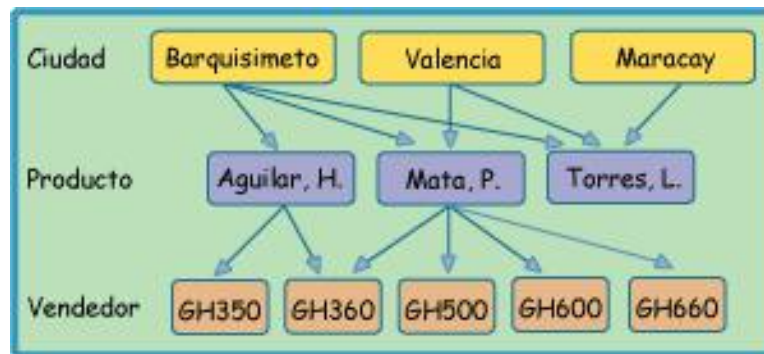 Ciudad Barquisimeto Valencia Maracay
Producto Aguilar, H. Mata, P. Torres, L.
Vendedor GH350 GH360 GH500 GH600 GH660